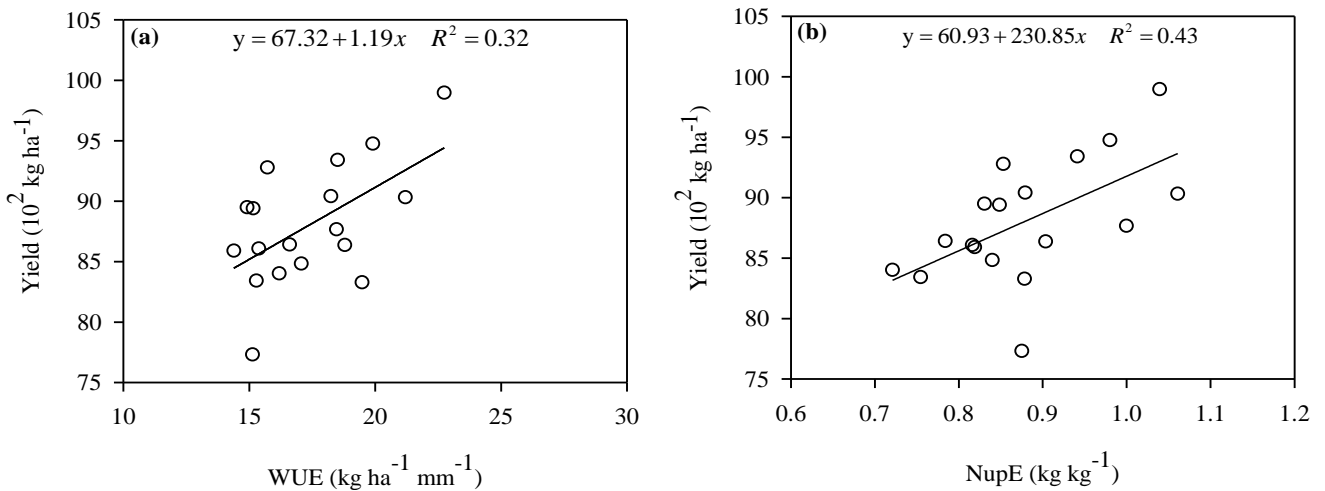 (a) y = 67.32+1.19x R² = 0.32
Yield (10² kg ha⁻¹)
105
100
95
90
85
80
75
10 15 20 25 30
WUE (kg ha⁻¹ mm⁻¹)
(b) y = 60.93+230.85x R² = 0.43
Yield (10² kg ha⁻¹)
105
100
95
90
85
80
75
0.6 0.7 0.8 0.9 1.0 1.1 1.2
NupE (kg kg⁻¹)